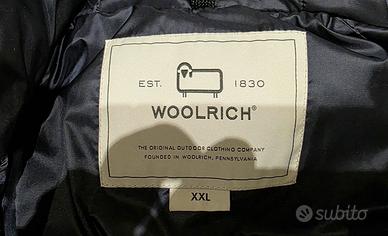 EST. 1830
WOOLRICH®
THE ORIGINAL OUTDOOR CLOTHING COMPANY
FOUNDED IN WOOLRICH, PENNSYLVANIA
XXL
subito